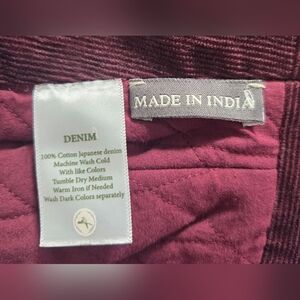 MADE IN INDIA
DENIM
100% Cotton Japanese denim
Machine Wash Cold
With like Colors
Tumble Dry Medium
Warm Iron if Needed
Wash Dark Colors separately